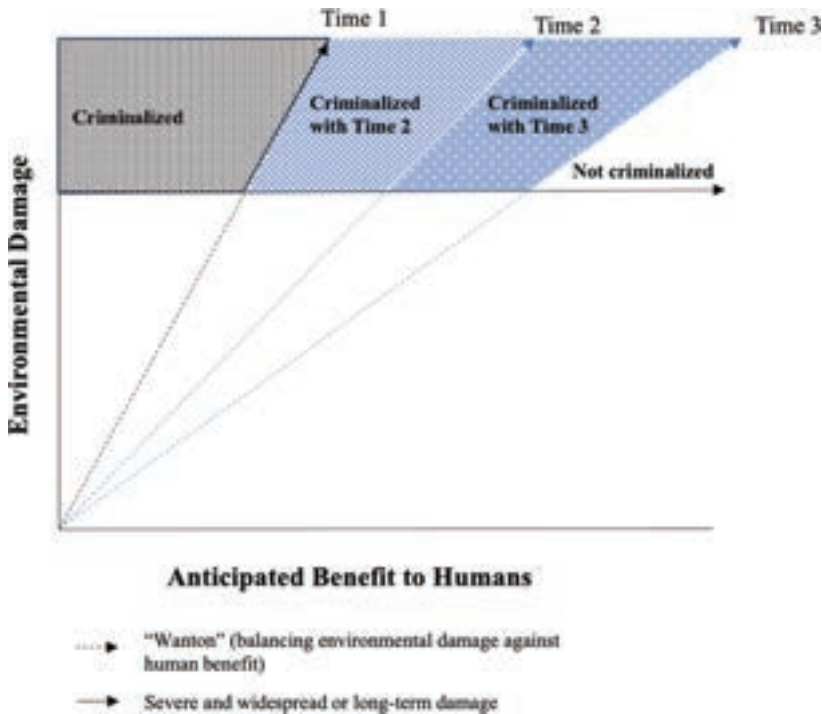 Time 1
Time 2
Time 3
Criminalized
Criminalized
with Time 2
Criminalized
with Time 3
Not criminalized
Environmental Damage
Anticipated Benefit to Humans
“Wanton” (balancing environmental damage against
human benefit)
Severe and widespread or long-term damage